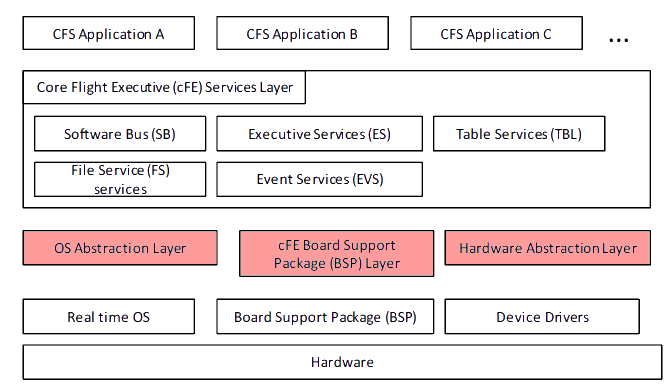 CFS Application A
CFS Application B
CFS Application C
...
Core Flight Executive (cFE) Services Layer
Software Bus (SB)
Executive Services (ES)
Table Services (TBL)
File Service (FS)
services
Event Services (EVS)
OS Abstraction Layer
cFE Board Support
Package (BSP) Layer
Hardware Abstraction Layer
Real time OS
Board Support Package (BSP)
Device Drivers
Hardware